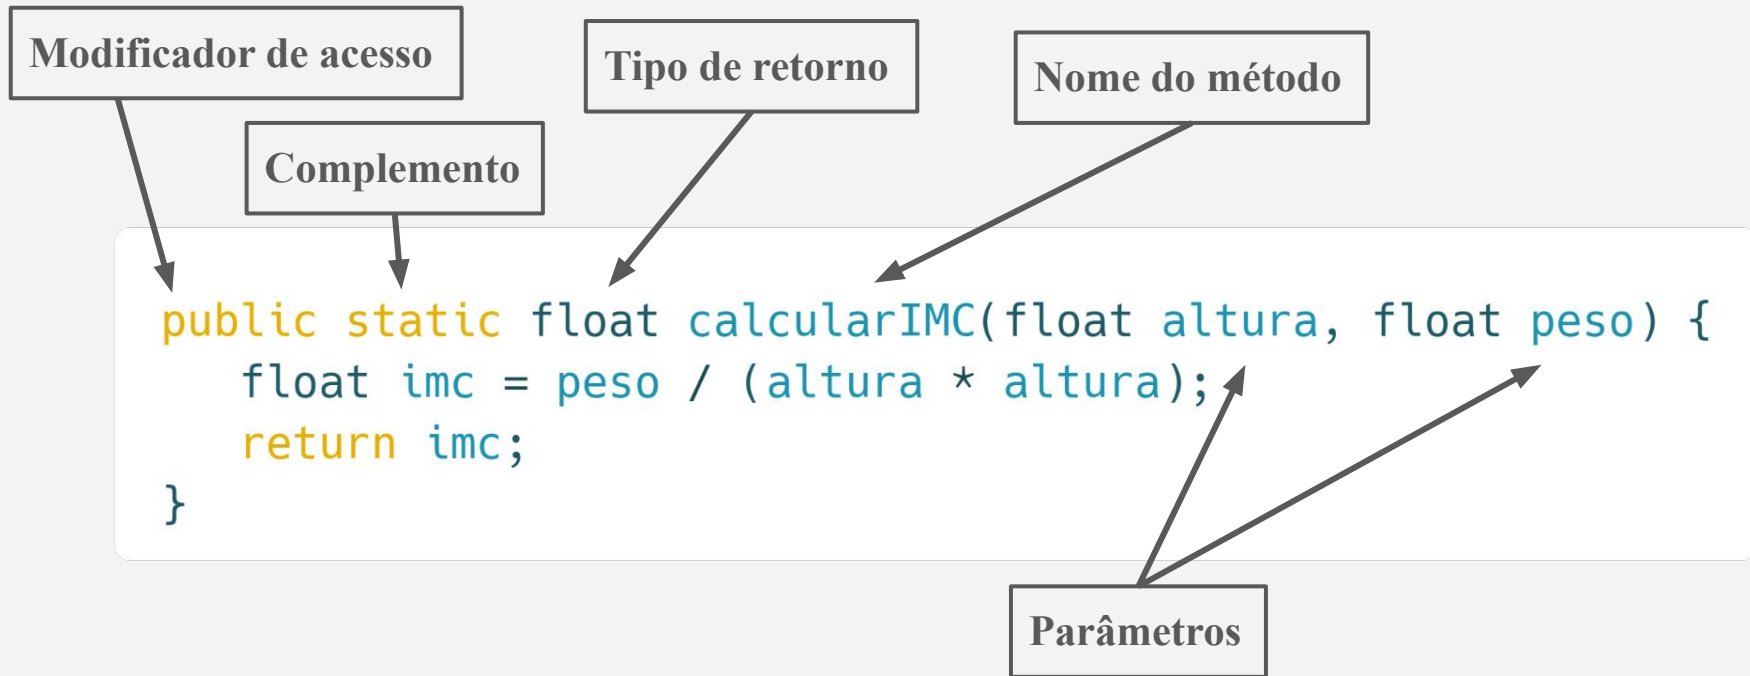 Modificador de acesso
Tipo de retorno
Nome do método
Complemento
public static float calcularIMC(float altura, float peso) {
float imc = peso / (altura * altura);
return imc;
}
Parâmetros